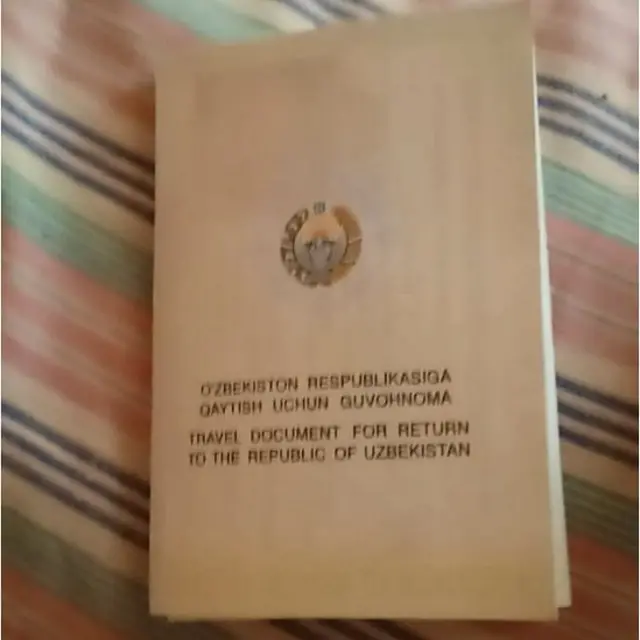 O'ZBEKISTON RESPUBLIKASIGA
QAYTISH UCHUN GUVOHNOMA
TRAVEL DOCUMENT FOR RETURN
TO THE REPUBLIC OF UZBEKISTAN